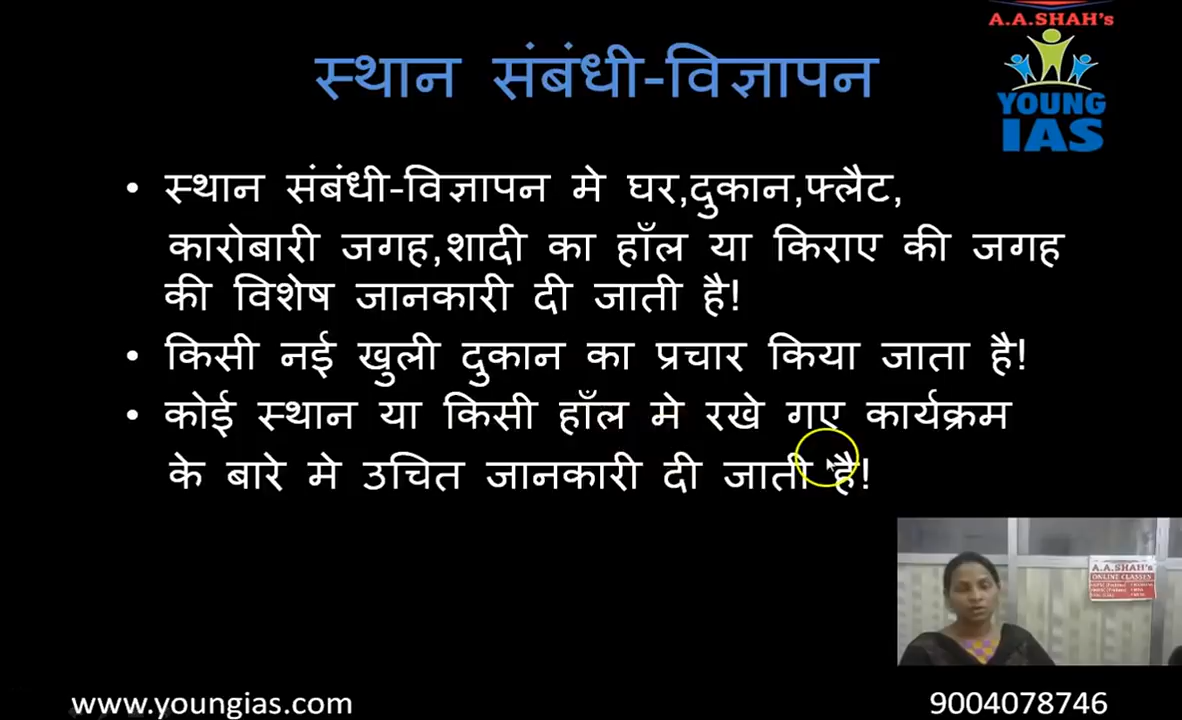 A.A.SHAH's
YOUNG
IAS
स्थान संबंधी-विज्ञापन
• स्थान संबंधी-विज्ञापन मे घर,दुकान,फ्लैट,
कारोबारी जगह,शादी का हाँल या किराए की जगह
की विशेष जानकारी दी जाती है!
• किसी नई खुली दुकान का प्रचार किया जाता है!
• कोई स्थान या किसी हाँल मे रखे गए कार्यक्रम
के बारे मे उचित जानकारी दी जाती है!
A.A.SHAH's
ONLINE CLASSES
www.youngias.com
9004078746